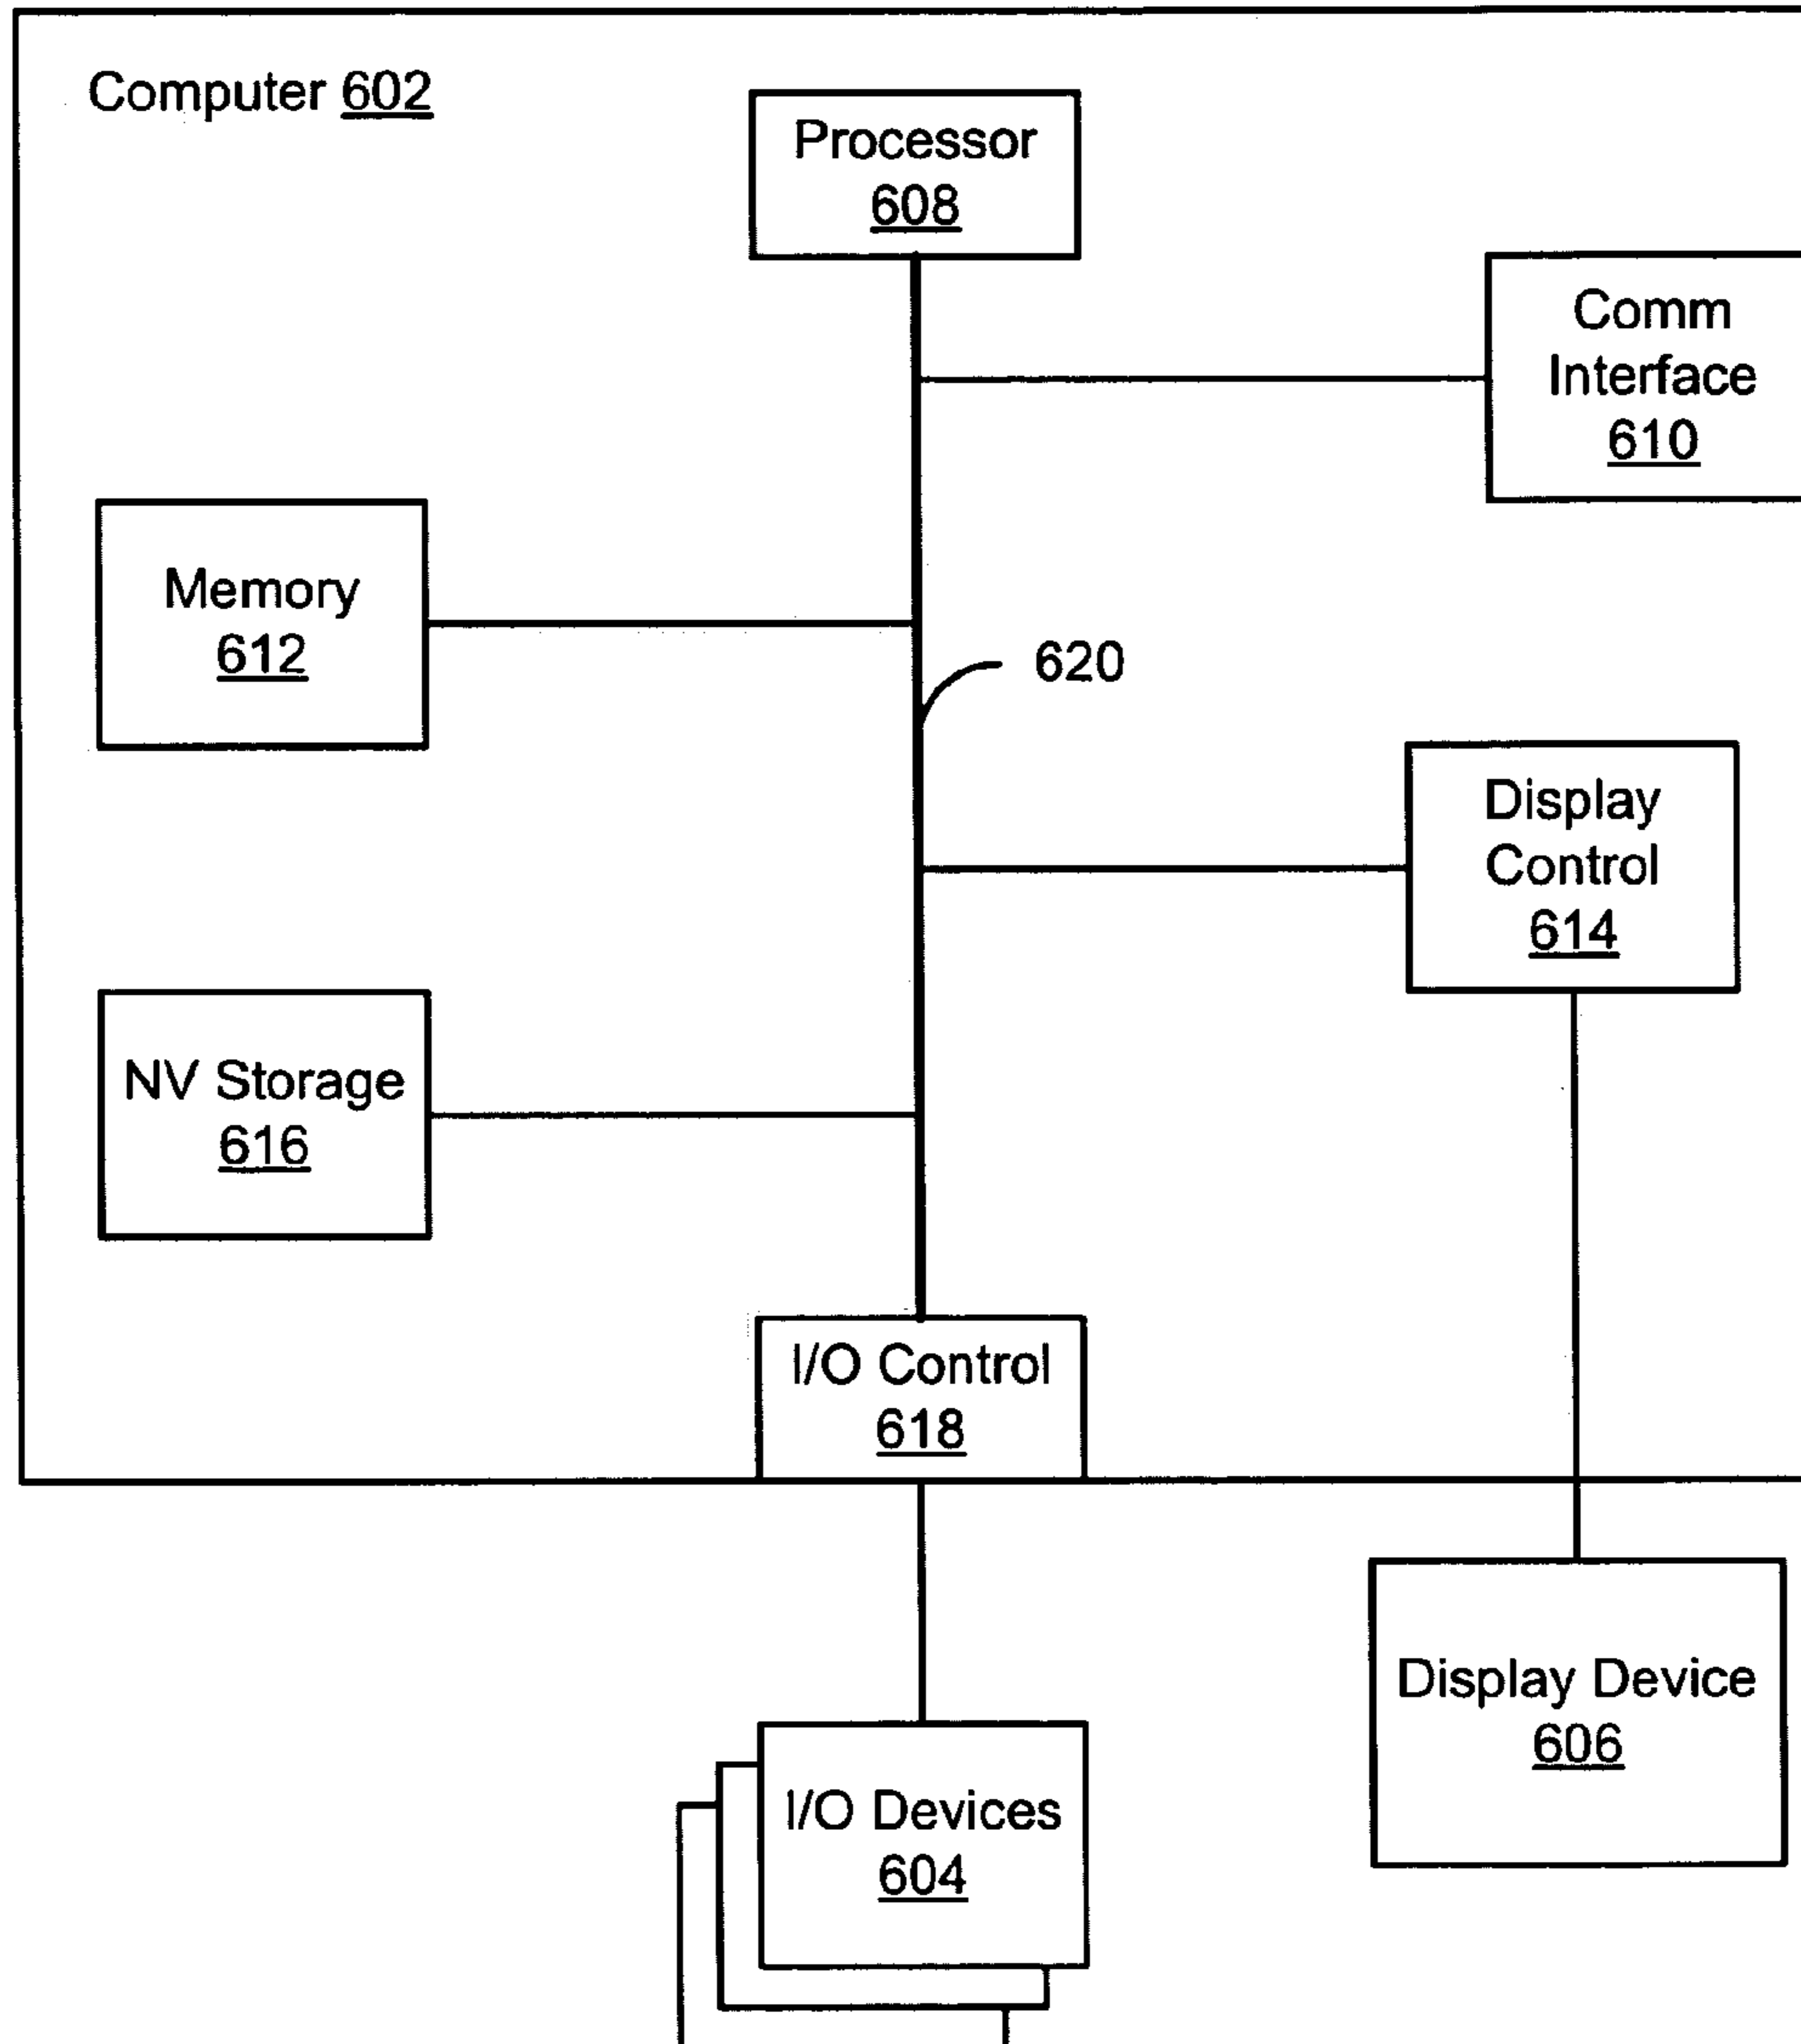 Computer 602
Processor
608
Comm
Interface
610
Memory
612
620
Display
Control
614
NV Storage
616
I/O Control
618
Display Device
606
I/O Devices
604